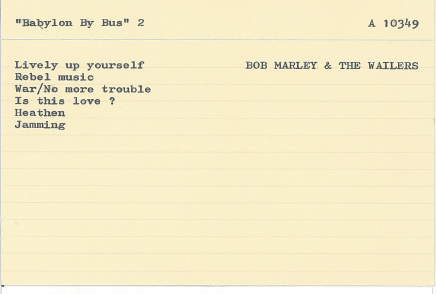 "Babylon By Bus" 2 A 10349
Lively up yourself BOB MARLEY & THE WAILERS
Rebel music
War/No more trouble
Is this love ?
Heathen
Jamming